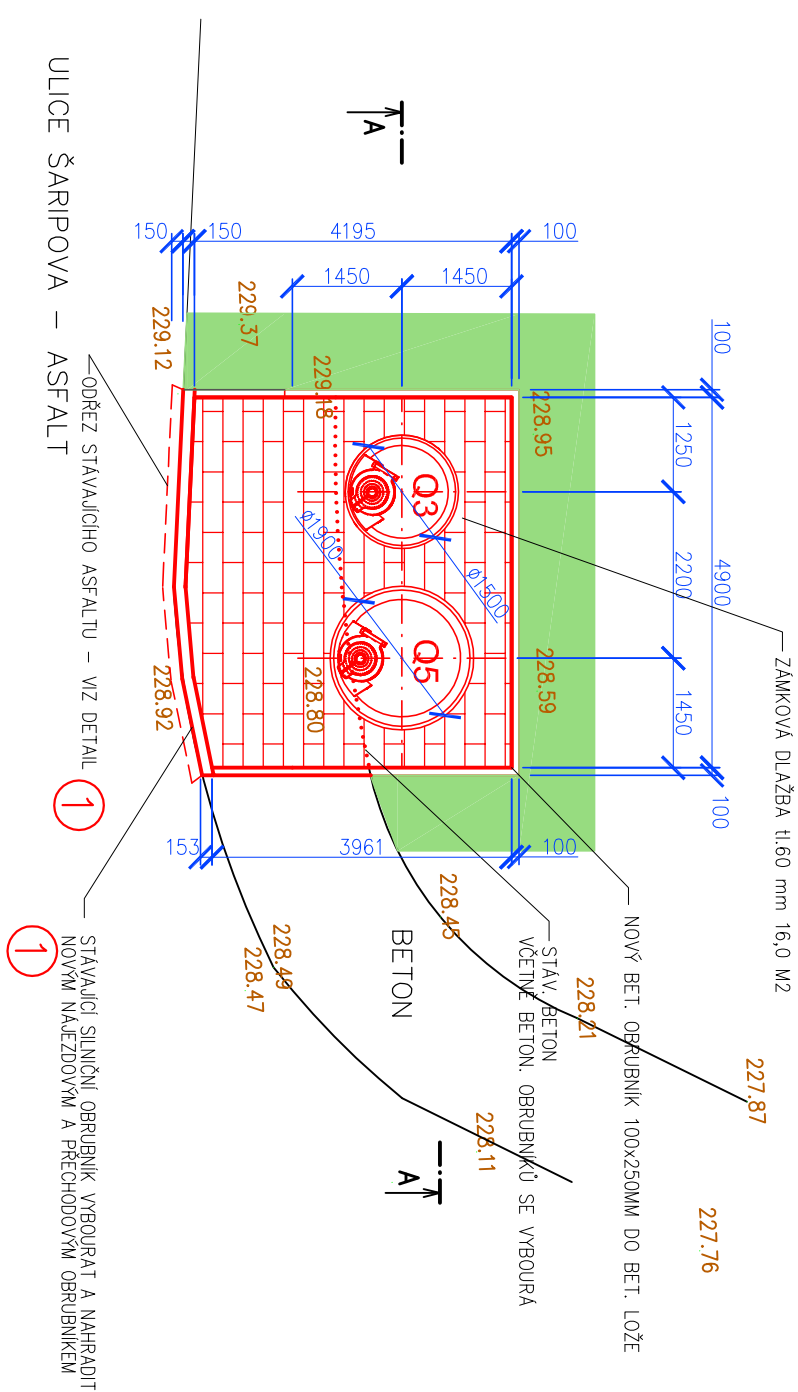 ULICE ŠARIPOVA – ASFALT
ODŘEZ STÁVAJÍCÍHO ASFALTU – VIZ DETAIL
1
STÁVAJÍCÍ SILNIČNÍ OBRUBNÍK VYBOURAT A NAHRADIT
NOVÝM NÁJEZDOVÝM A PŘECHODOVÝM OBRUBNÍKEM
1
ZÁMKOVÁ DLAŽBA tl.60 mm 16,0 M2
NOVÝ BET. OBRUBNÍK 100x250MM DO BET. LOŽE
STÁV. BETON
VČETNĚ BETON. OBRUBNÍKŮ SE VYBOURÁ
BETON
A
A
Q3
Q5
ø1900
ø1500
150
150
4195
100
1450
1450
100
1250
4900
2200
1450
100
153
3961
100
229.12
229.37
229.18
228.95
228.59
228.80
228.92
228.45
228.49
228.47
228.21
228.11
227.87
227.76